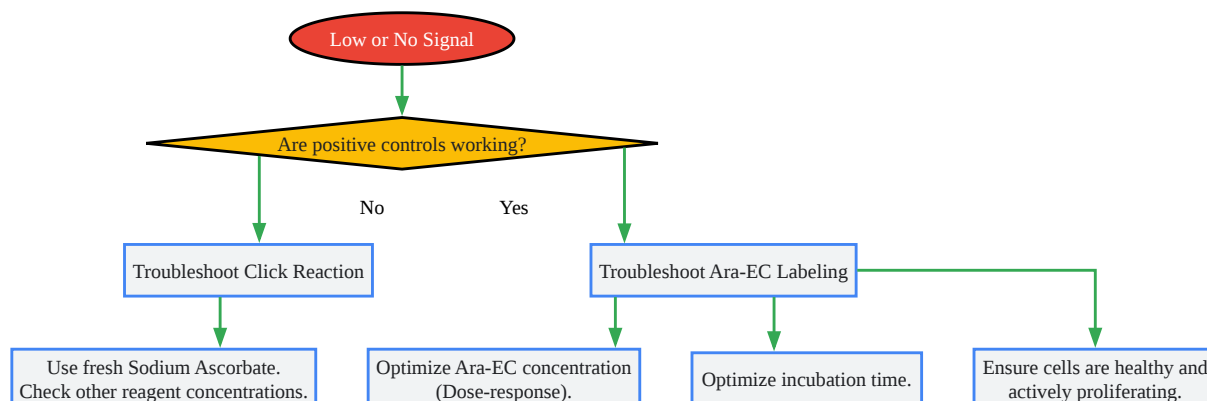 Low or No Signal
Are positive controls working?
No
Yes
Troubleshoot Click Reaction
Troubleshoot Ara-EC Labeling
Use fresh Sodium Ascorbate.
Check other reagent concentrations.
Optimize Ara-EC concentration
(Dose-response).
Optimize incubation time.
Ensure cells are healthy and
actively proliferating.